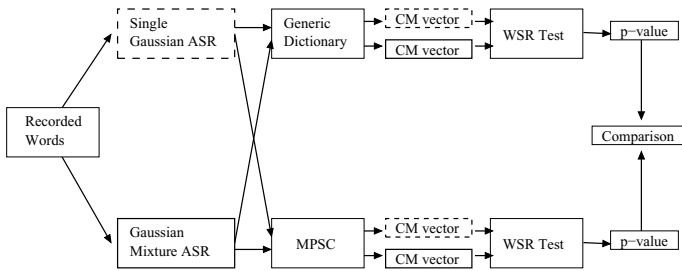 Single
Gaussian ASR
Generic
Dictionary
CM vector
CM vector
WSR Test
p−value
Recorded
Words
Comparison
Gaussian
Mixture ASR
MPSC
CM vector
CM vector
WSR Test
p−value